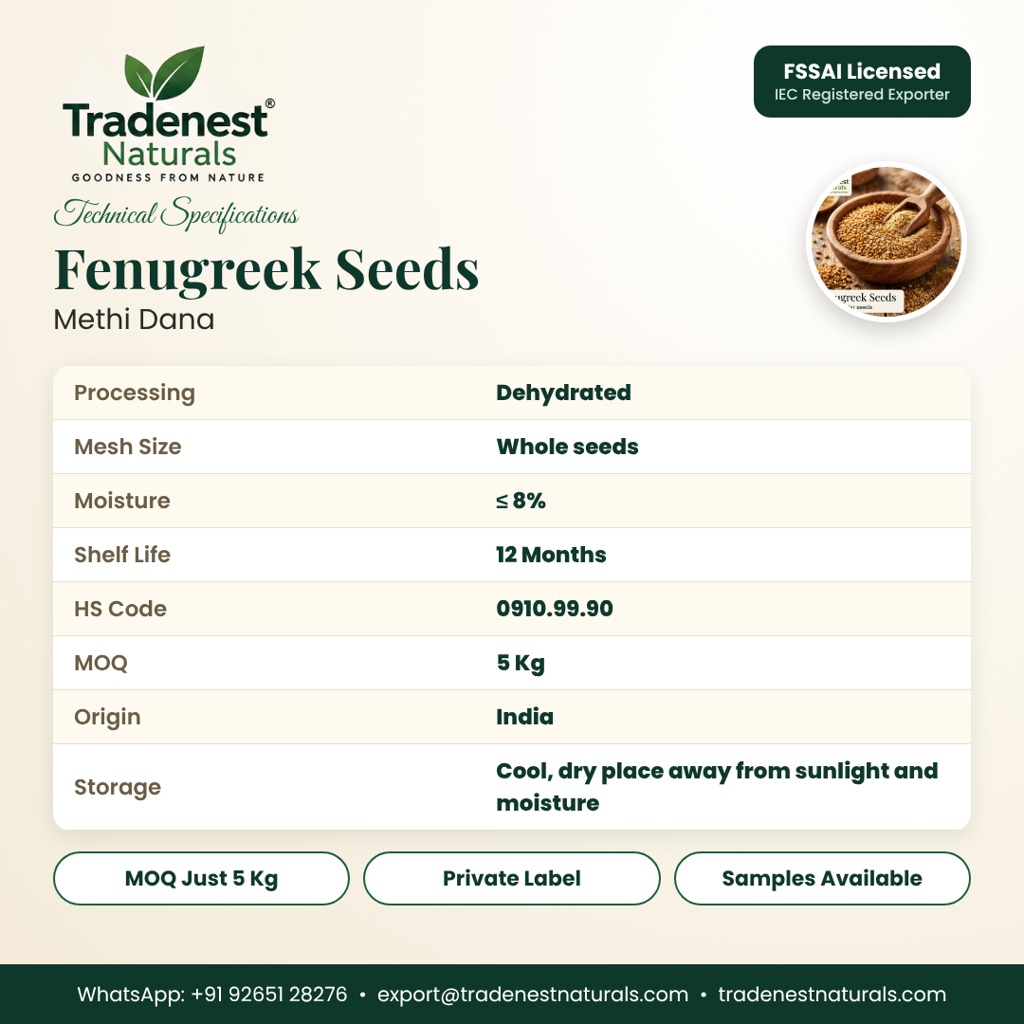 Tradenest®
Naturals
GOODNESS FROM NATURE
FSSAI Licensed
IEC Registered Exporter
Technical Specifications
Fenugreek Seeds
Methi Dana
ugreek Seeds
seeds
Processing Dehydrated
Mesh Size Whole seeds
Moisture ≤ 8%
Shelf Life 12 Months
HS Code 0910.99.90
MOQ 5 Kg
Origin India
Storage Cool, dry place away from sunlight and
moisture
MOQ Just 5 Kg
Private Label
Samples Available
WhatsApp: +91 92651 28276 • export@tradenestnaturals.com • tradenestnaturals.com